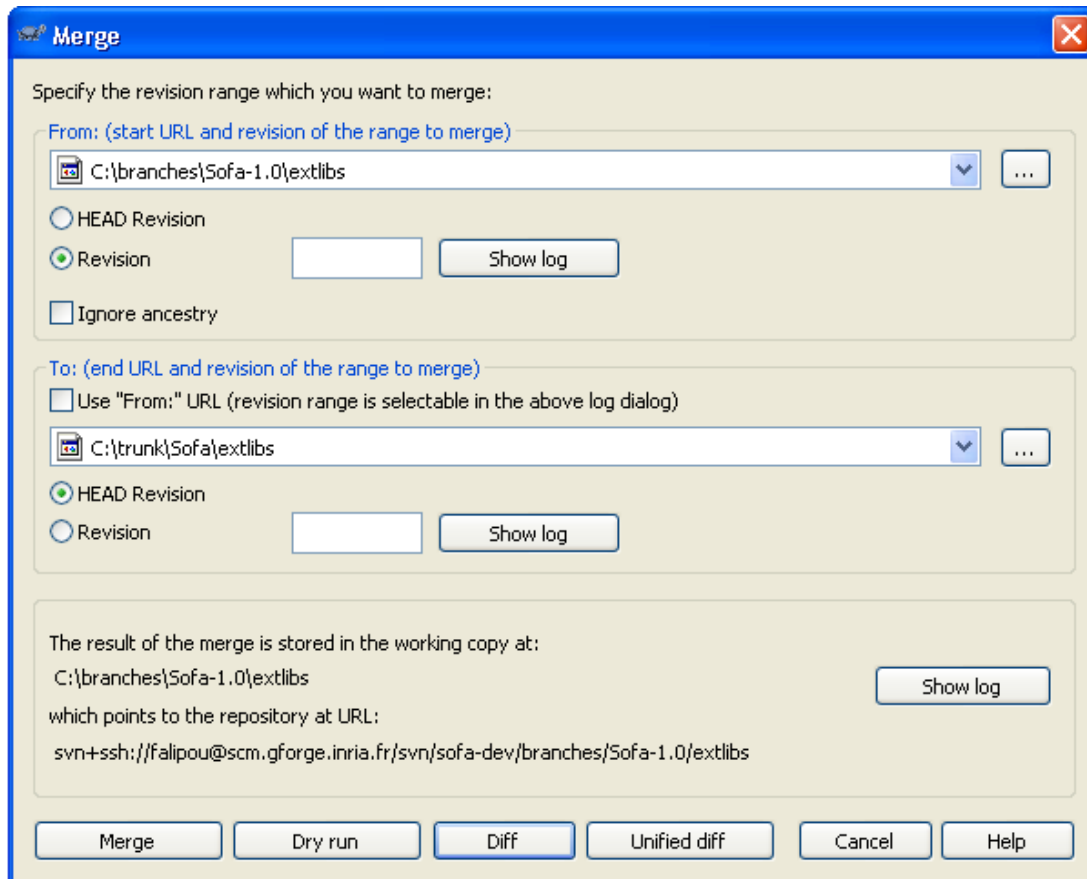 Merge
Specify the revision range which you want to merge:
From: (start URL and revision of the range to merge)
C:\branches\Sofa-1.0\extlibs
...
HEAD Revision
Revision
Show log
Ignore ancestry
To: (end URL and revision of the range to merge)
Use "From:" URL (revision range is selectable in the above log dialog)
C:\trunk\Sofa\extlibs
...
HEAD Revision
Revision
Show log
The result of the merge is stored in the working copy at:
C:\branches\Sofa-1.0\extlibs
Show log
which points to the repository at URL:
svn+ssh://falipou@scm.gforge.inria.fr/svn/sofa-dev/branches/Sofa-1.0/extlibs
Merge Dry run Diff Unified diff Cancel Help